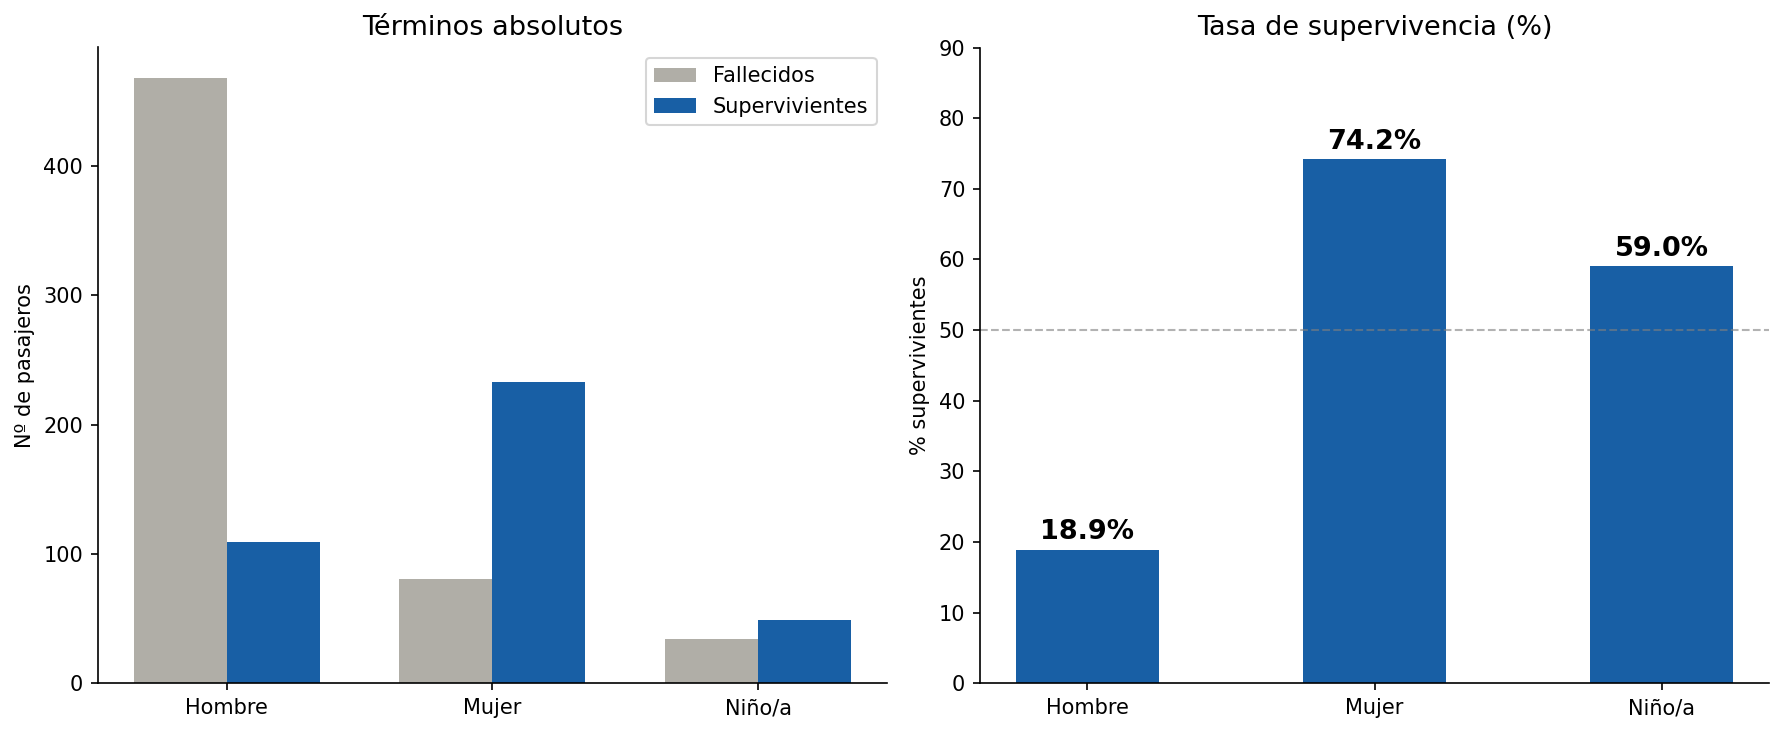 Términos absolutos
Nº de pasajeros
400
300
200
100
0
Fallecidos
Supervivientes
Hombre
Mujer
Niño/a
Tasa de supervivencia (%)
% supervivientes
90
80
70
60
50
40
30
20
10
0
18.9%
74.2%
59.0%
Hombre
Mujer
Niño/a